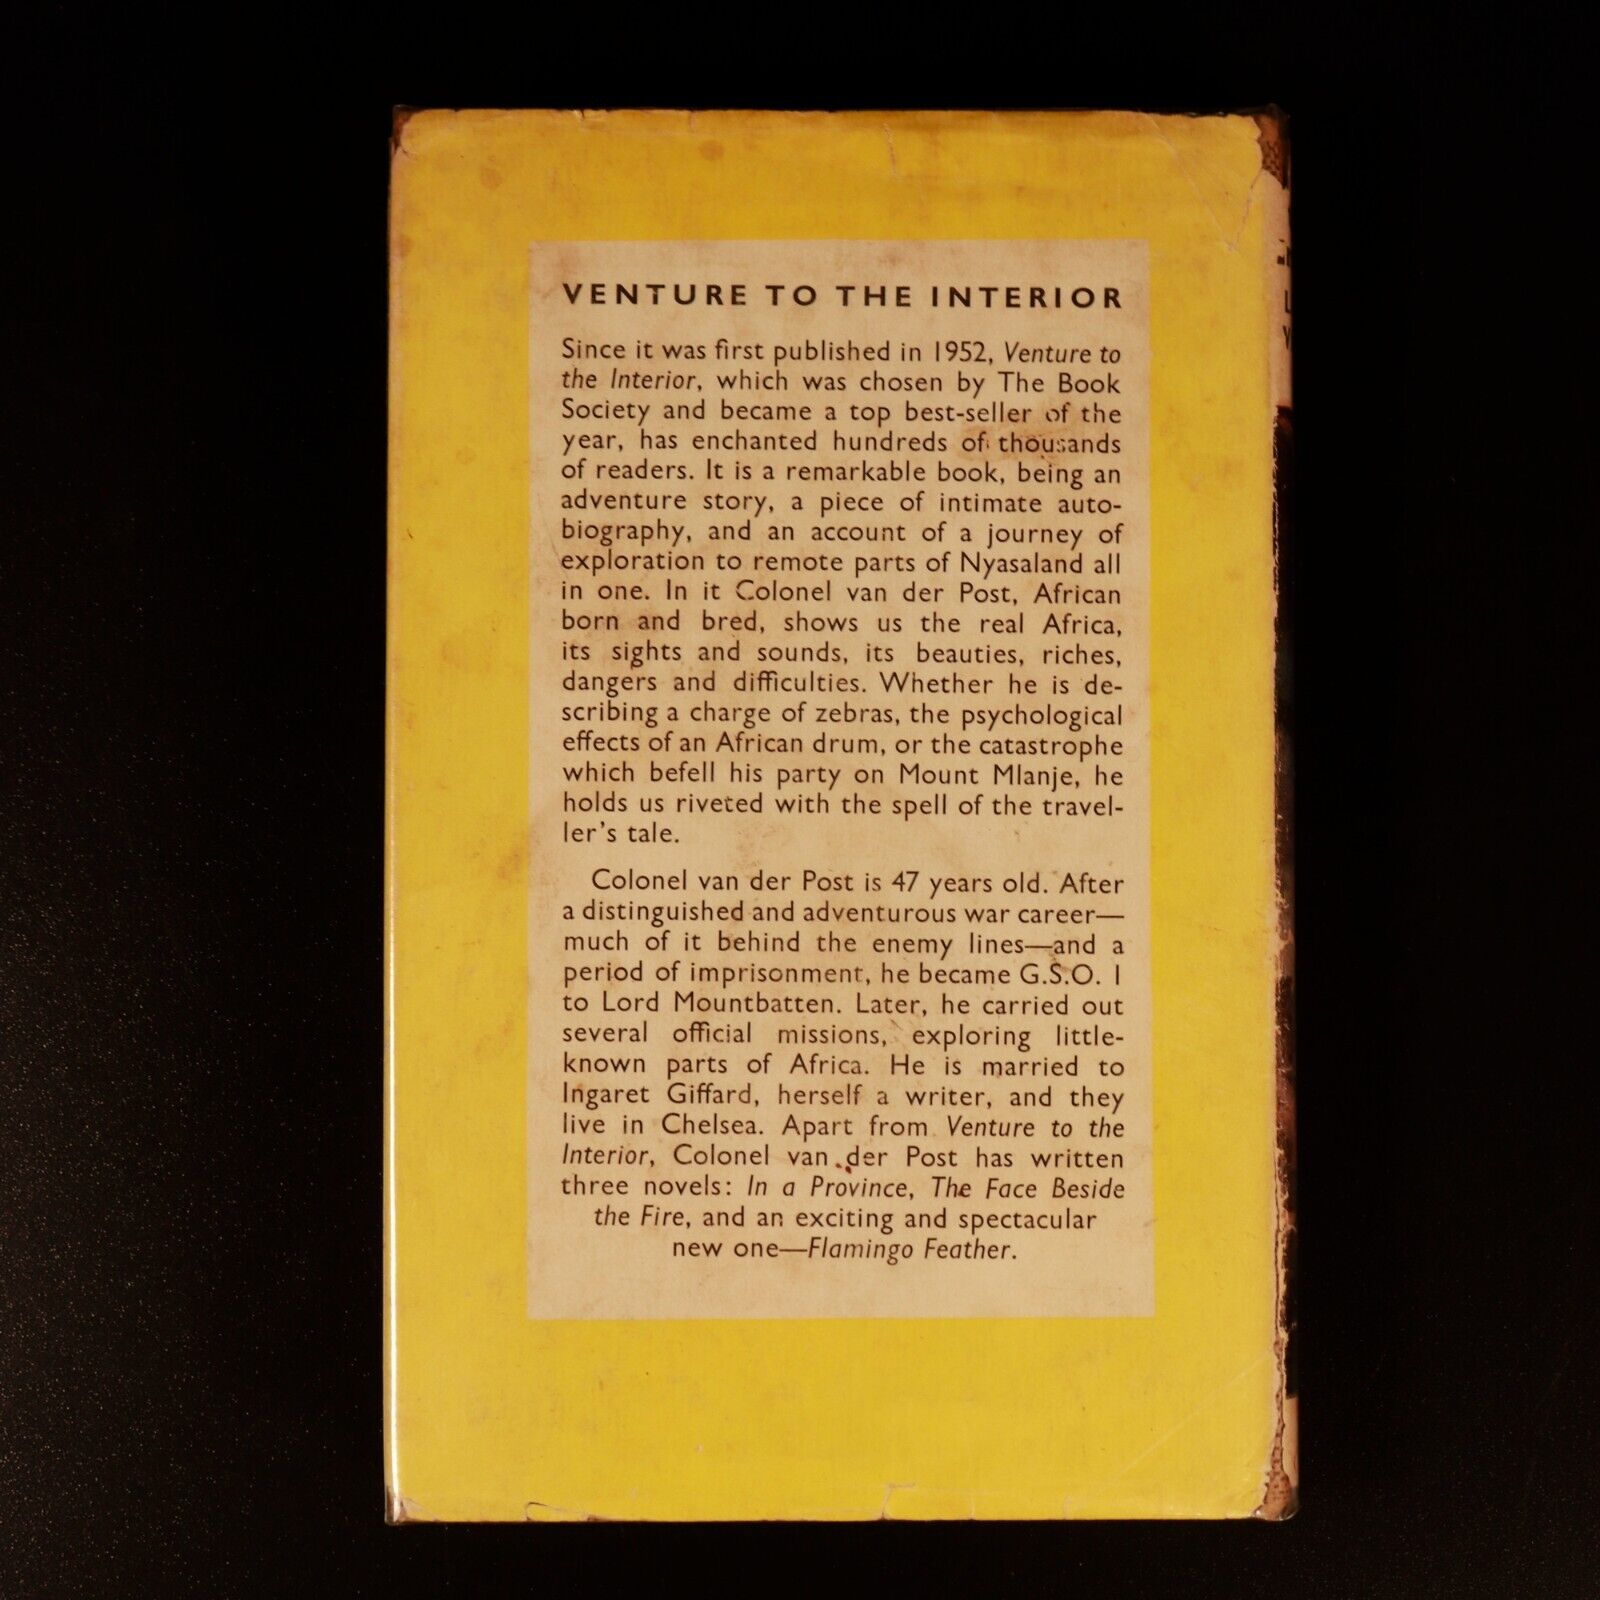 VENTURE TO THE INTERIOR
Since it was first published in 1952, Venture to
the Interior, which was chosen by The Book
Society and became a top best-seller of the
year, has enchanted hundreds of thousands
of readers. It is a remarkable book, being an
adventure story, a piece of intimate auto-
biography, and an account of a journey of
exploration to remote parts of Nyasaland all
in one. In it Colonel van der Post, African
born and bred, shows us the real Africa,
its sights and sounds, its beauties, riches,
dangers and difficulties. Whether he is de-
scribing a charge of zebras, the psychological
effects of an African drum, or the catastrophe
which befell his party on Mount Mlanje, he
holds us riveted with the spell of the travel-
ler's tale.
Colonel van der Post is 47 years old. After
a distinguished and adventurous war career—
much of it behind the enemy lines—and a
period of imprisonment, he became G.S.O. I
to Lord Mountbatten. Later, he carried out
several official missions, exploring little-
known parts of Africa. He is married to
Ingaret Giffard, herself a writer, and they
live in Chelsea. Apart from Venture to the
Interior, Colonel van der Post has written
three novels: In a Province, The Face Beside
the Fire, and an exciting and spectacular
new one—Flamingo Feather.